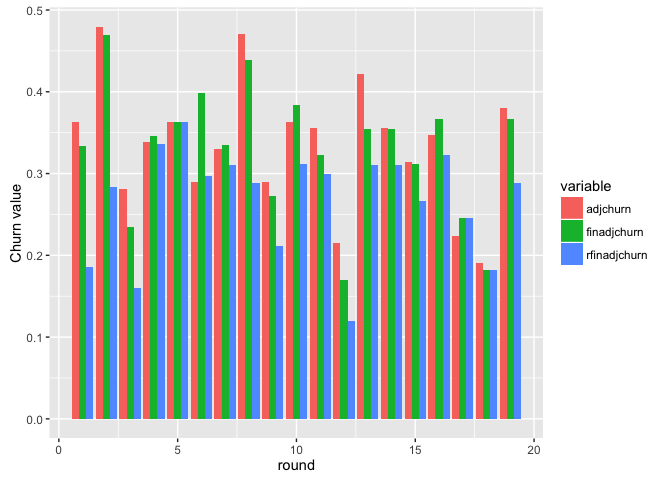 0.5
0.4
0.3
0.2
0.1
0.0
Churn value
0 5 10 15 20
round
variable
adjchurn
finadjchurn
rfinadjchurn